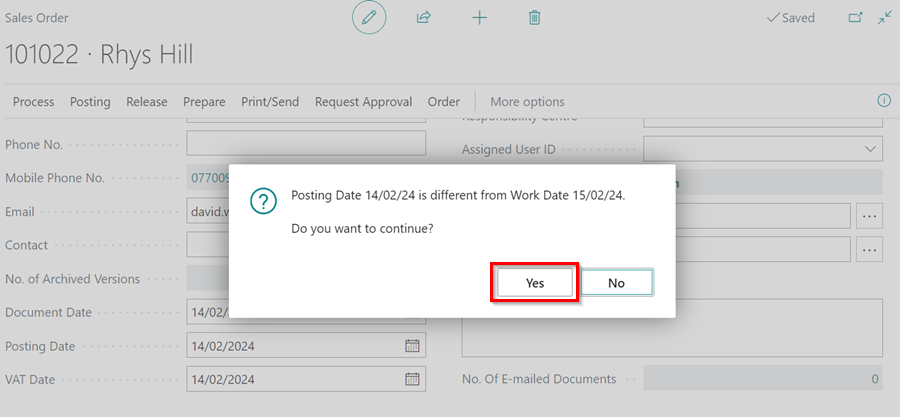 Sales Order
Saved
101022 · Rhys Hill
Process Posting Release Prepare Print/Send Request Approval Order More options
Responsibility Centre
Phone No.
Assigned User ID
Mobile Phone No. 07700
Email david.w
Contact
No. of Archived Versions
Document Date 14/02/
Posting Date 14/02/2024
VAT Date 14/02/2024
No. Of E-mailed Documents 0
Posting Date 14/02/24 is different from Work Date 15/02/24.
Do you want to continue?
Yes No